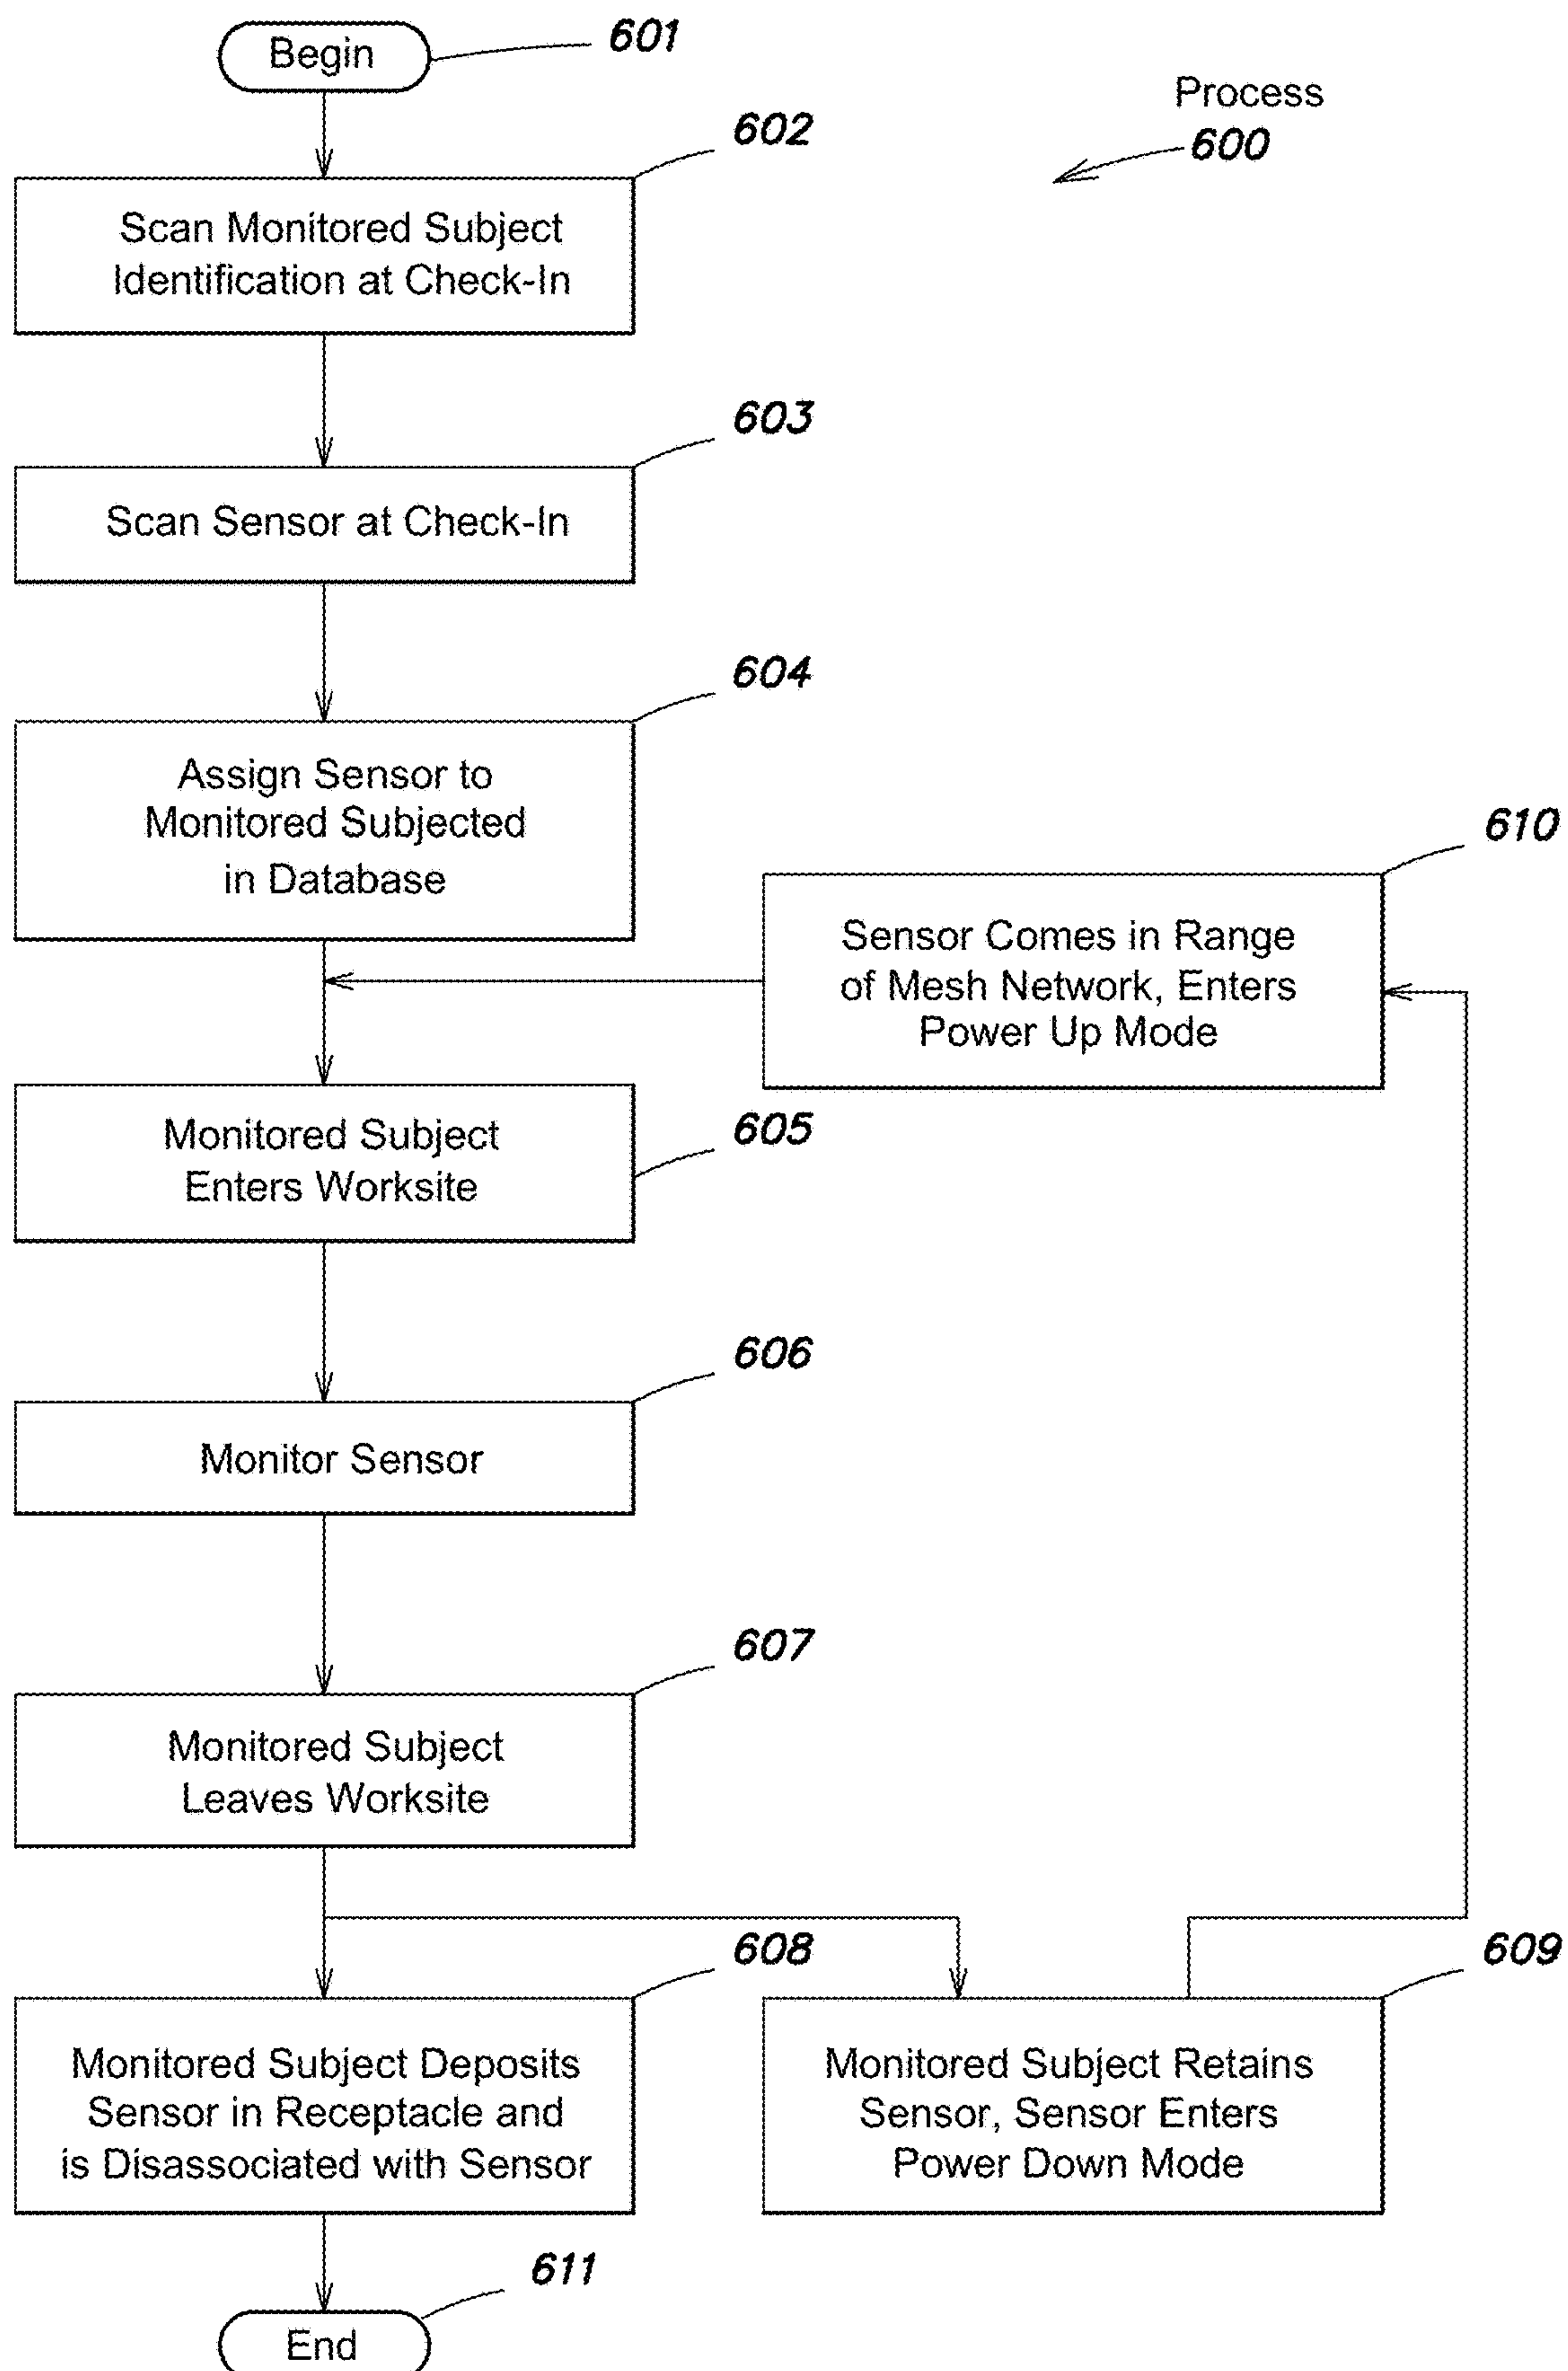 Begin
601
Process
600
602
Scan Monitored Subject
Identification at Check-In
603
Scan Sensor at Check-In
604
Assign Sensor to
Monitored Subjected
in Database
610
Sensor Comes in Range
of Mesh Network, Enters
Power Up Mode
605
Monitored Subject
Enters Worksite
606
Monitor Sensor
607
Monitored Subject
Leaves Worksite
608
Monitored Subject Deposits
Sensor in Receptacle and
is Disassociated with Sensor
609
Monitored Subject Retains
Sensor, Sensor Enters
Power Down Mode
611
End